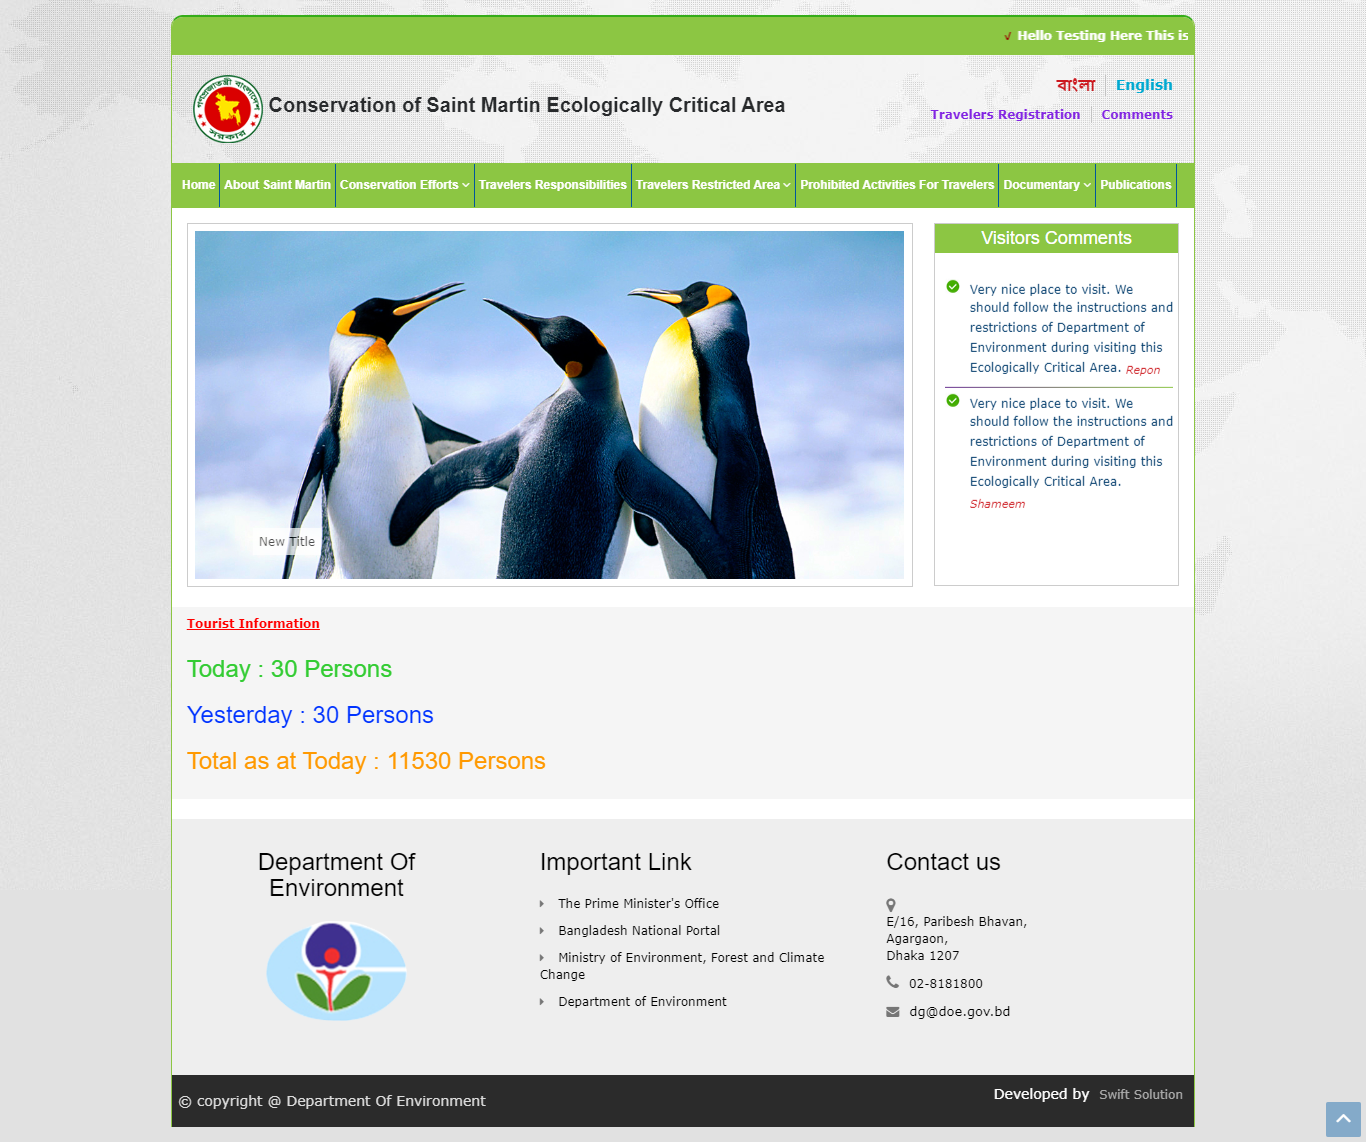 ✓ Hello Testing Here This is
গণপ্রজাতন্ত্রী বাংলাদেশ
সরকার
Conservation of Saint Martin Ecologically Critical Area
বাংলা English
Travelers Registration Comments
Home About Saint Martin Conservation Efforts Travelers Responsibilities Travelers Restricted Area Prohibited Activities For Travelers Documentary Publications
New Title
Visitors Comments
Very nice place to visit. We
should follow the instructions and
restrictions of Department of
Environment during visiting this
Ecologically Critical Area. Repon
Very nice place to visit. We
should follow the instructions and
restrictions of Department of
Environment during visiting this
Ecologically Critical Area.
Shameem
Tourist Information
Today : 30 Persons
Yesterday : 30 Persons
Total as at Today : 11530 Persons
Department Of
Environment
Important Link
The Prime Minister's Office
Bangladesh National Portal
Ministry of Environment, Forest and Climate
Change
Department of Environment
Contact us
E/16, Paribesh Bhavan,
Agargaon,
Dhaka 1207
02-8181800
dg@doe.gov.bd
© copyright @ Department Of Environment
Developed by Swift Solution